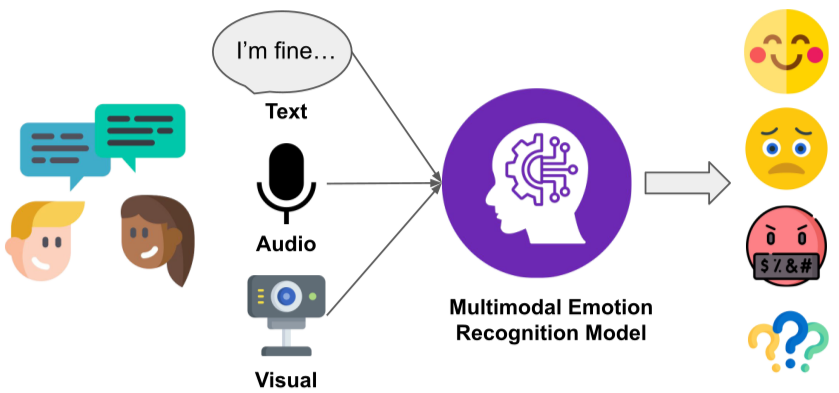 I'm fine...
Text
Audio
Visual
Multimodal Emotion
Recognition Model
$%&#